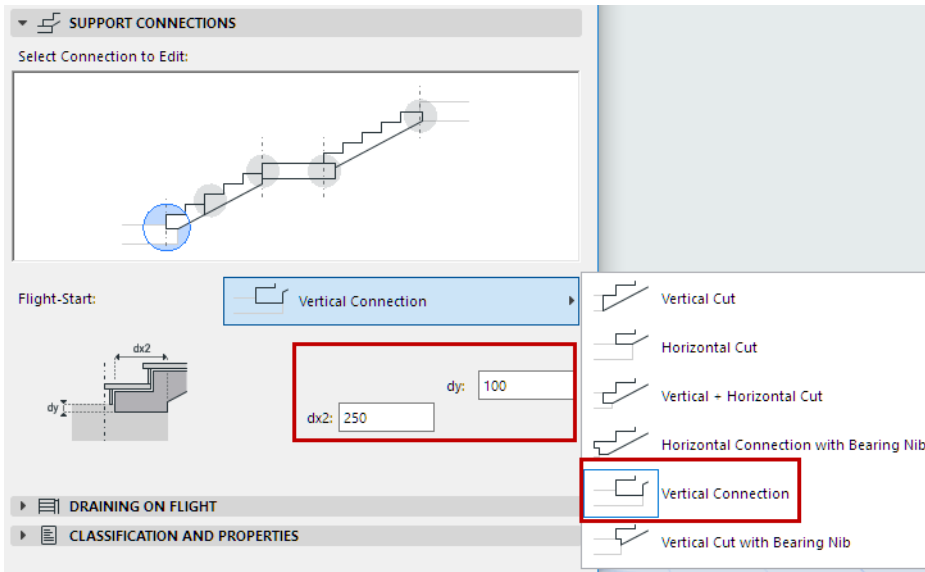 SUPPORT CONNECTIONS
Select Connection to Edit:
Flight-Start:
Vertical Connection
dx2
dy
dy: 100
dx2: 250
Vertical Cut
Horizontal Cut
Vertical + Horizontal Cut
Horizontal Connection with Bearing Nib
Vertical Connection
Vertical Cut with Bearing Nib
DRAINING ON FLIGHT
CLASSIFICATION AND PROPERTIES